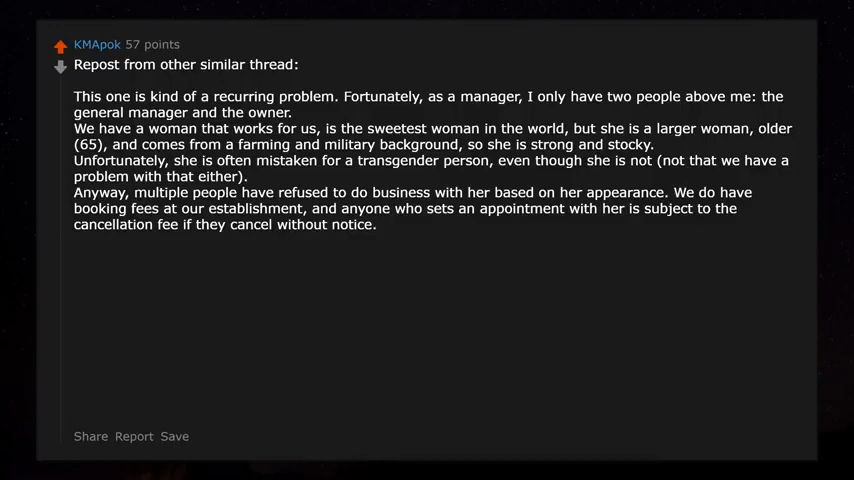 KMApok 57 points
Repost from other similar thread:
This one is kind of a recurring problem. Fortunately, as a manager, I only have two people above me: the
general manager and the owner.
We have a woman that works for us, is the sweetest woman in the world, but she is a larger woman, older
(65), and comes from a farming and military background, so she is strong and stocky.
Unfortunately, she is often mistaken for a transgender person, even though she is not (not that we have a
problem with that either).
Anyway, multiple people have refused to do business with her based on her appearance. We do have
booking fees at our establishment, and anyone who sets an appointment with her is subject to the
cancellation fee if they cancel without notice.
Share Report Save